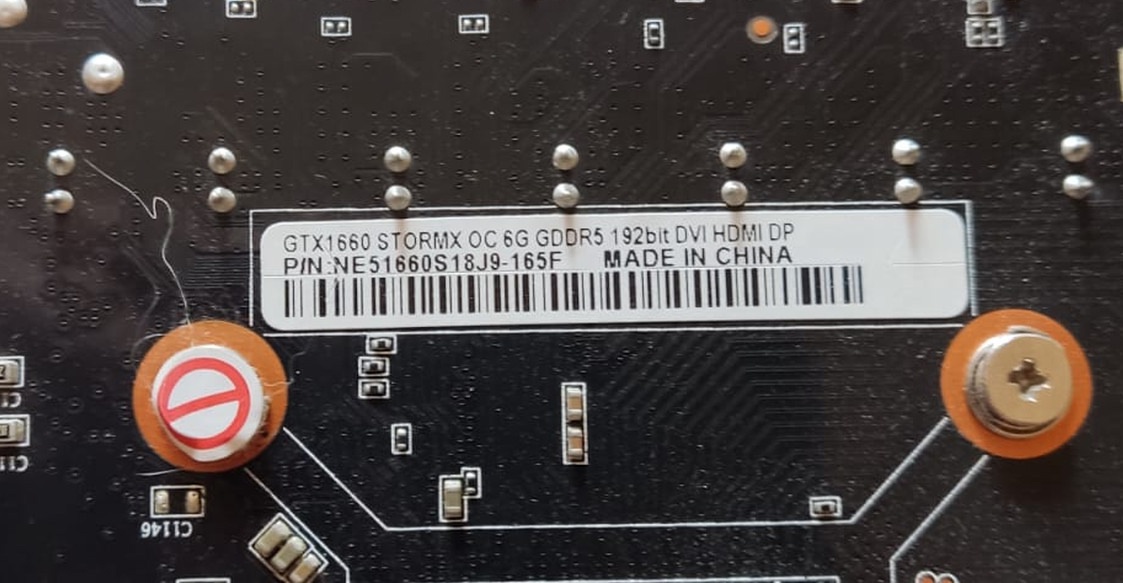 GTX1660 STORMX OC 6G GDDR5 192bit DVI HDMI DP
P/N:NE51660S18J9-165F MADE IN CHINA
C1146